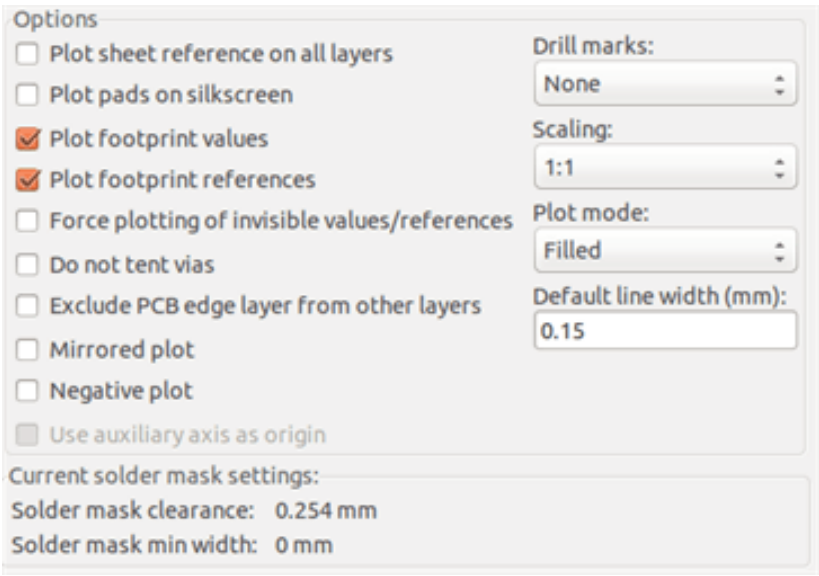 Options
Plot sheet reference on all layers
Plot pads on silkscreen
Plot footprint values
Plot footprint references
Force plotting of invisible values/references
Do not tent vias
Exclude PCB edge layer from other layers
Mirrored plot
Negative plot
Use auxiliary axis as origin
Drill marks:
None
Scaling:
1:1
Plot mode:
Filled
Default line width (mm):
0.15
Current solder mask settings:
Solder mask clearance: 0.254 mm
Solder mask min width: 0 mm